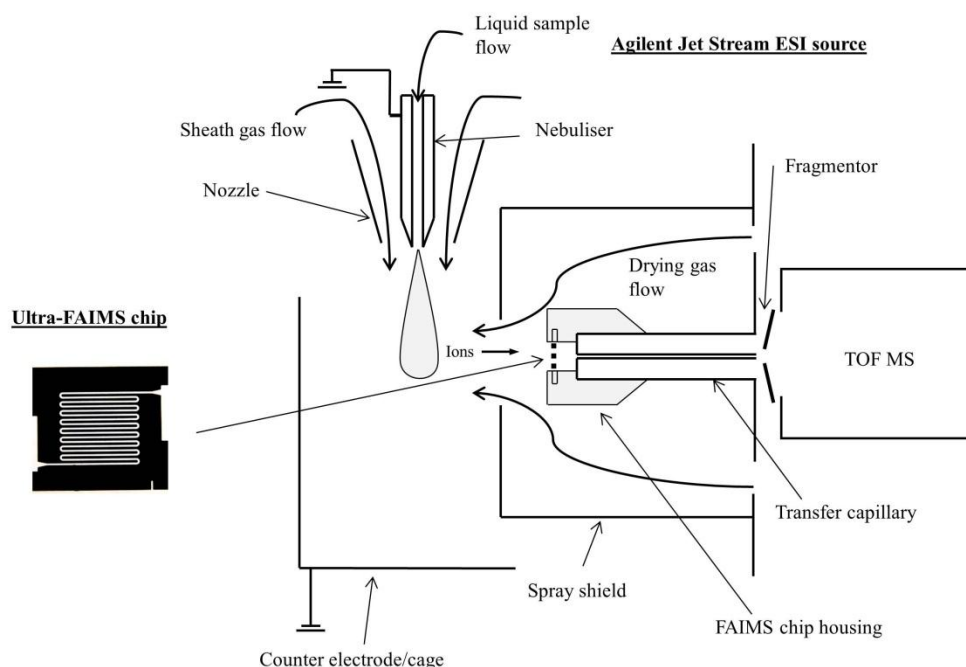 Liquid sample
flow
Agilent Jet Stream ESI source
Sheath gas flow
Nebuliser
Nozzle
Fragmentor
Drying gas
flow
Ultra-FAIMS chip
Ions
TOF MS
Transfer capillary
Spray shield
FAIMS chip housing
Counter electrode/cage